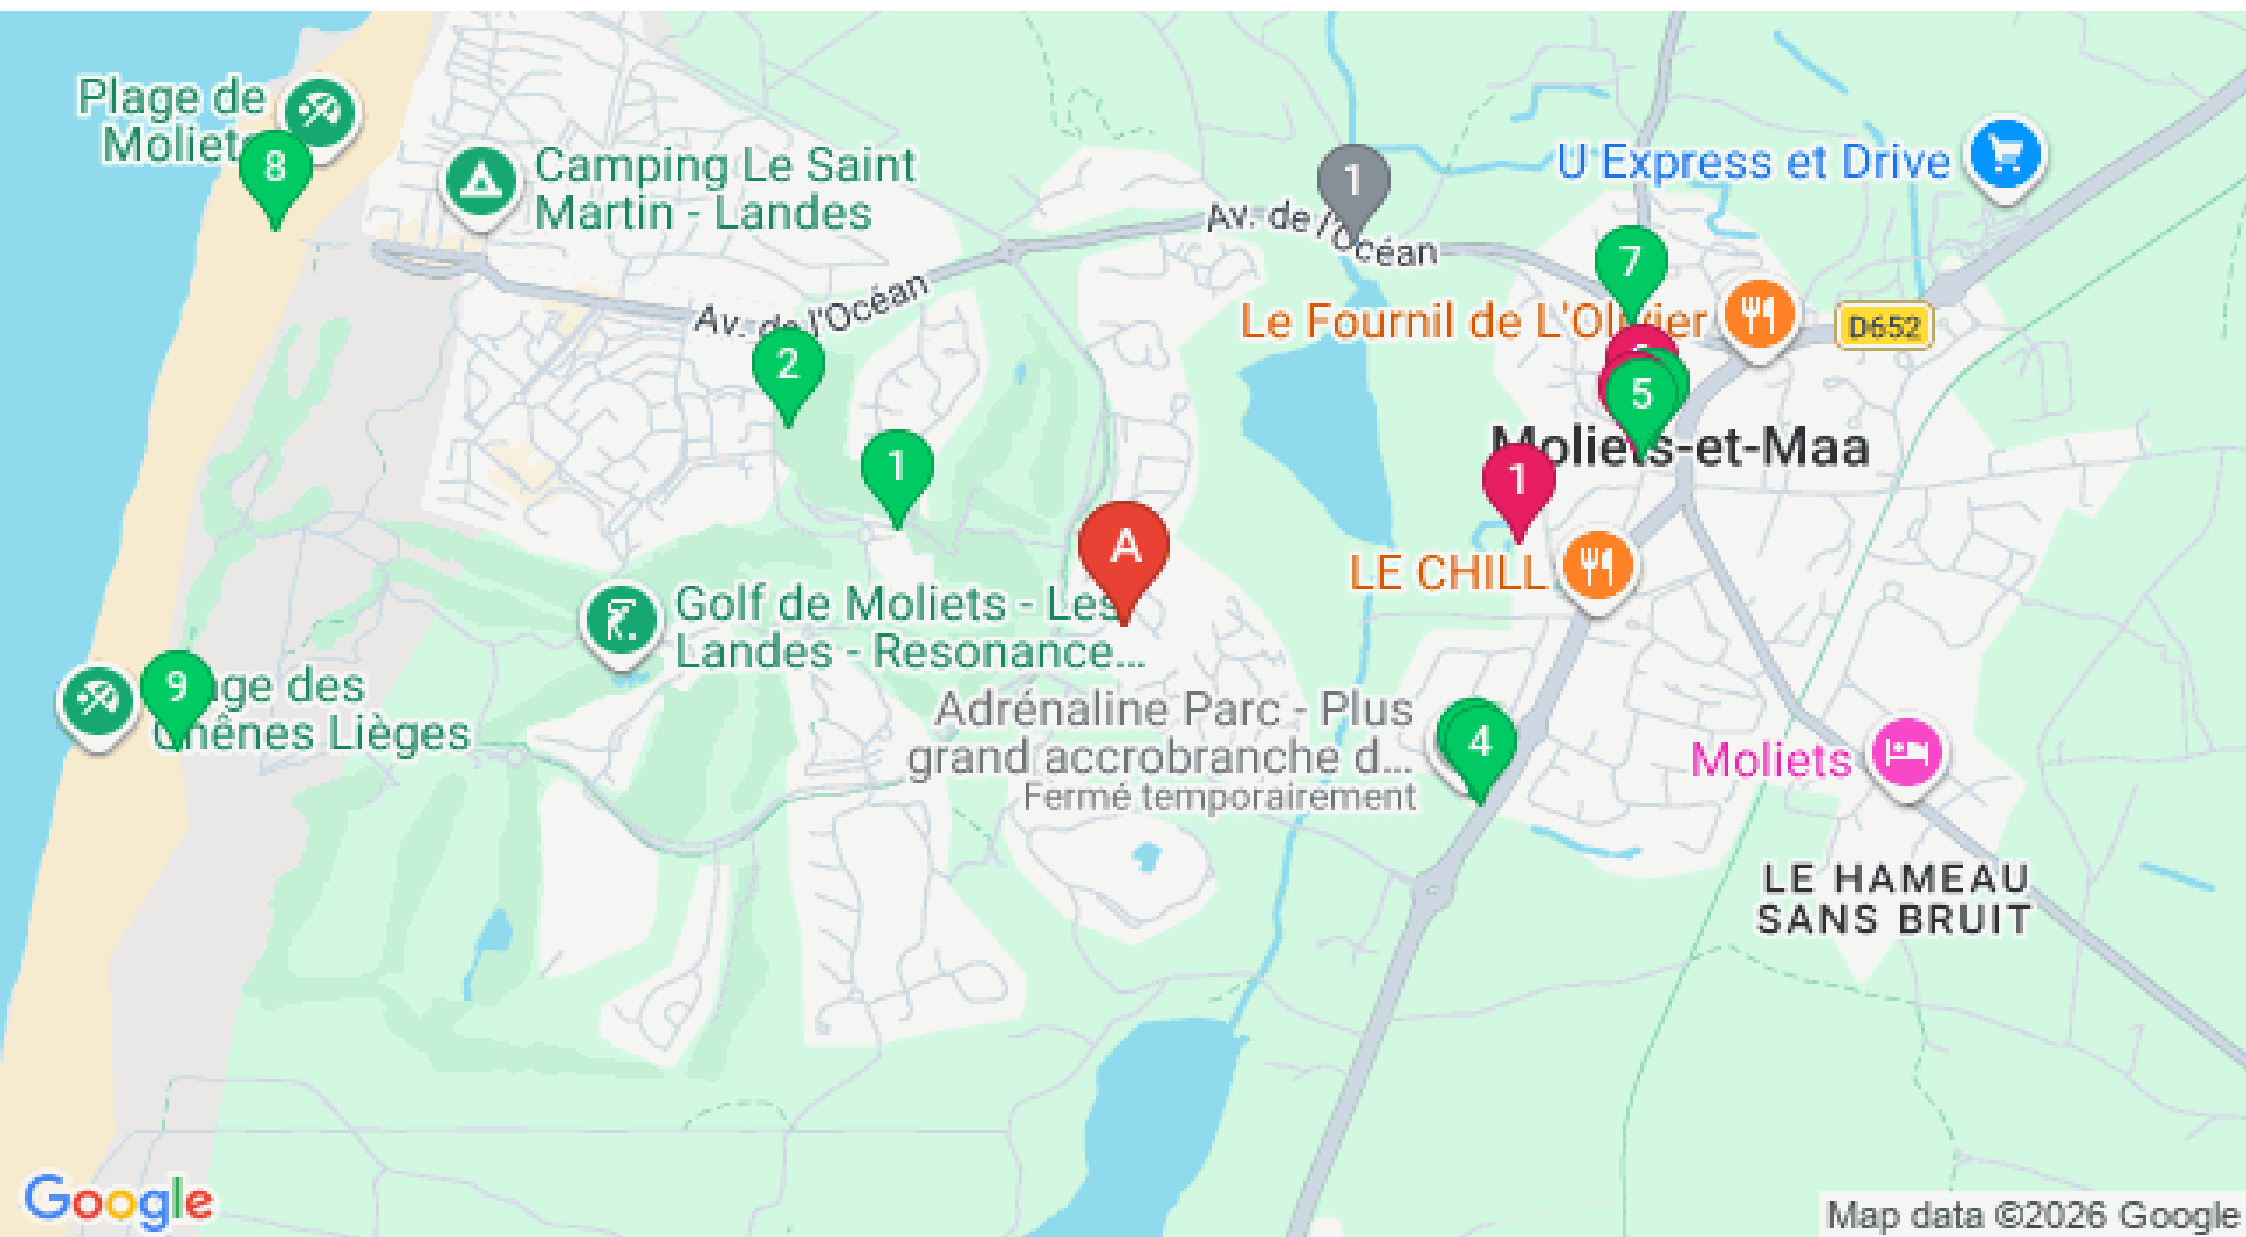 Plage de
Moliets
8
Camping Le Saint
Martin - Landes
1
U Express et Drive
Av. de l'Océan
7
Av. de l'Océan
Le Fournil de L'Olivier
D652
2
5
Moliets-et-Maa
1
1
A
LE CHILL
Golf de Moliets - Les
Landes - Resonance...
9
age des
Chênes Lièges
Adrénaline Parc - Plus
grand accrobranche d...
Fermé temporairement
4
Moliets
LE HAMEAU
SANS BRUIT
Google
Map data ©2026 Google